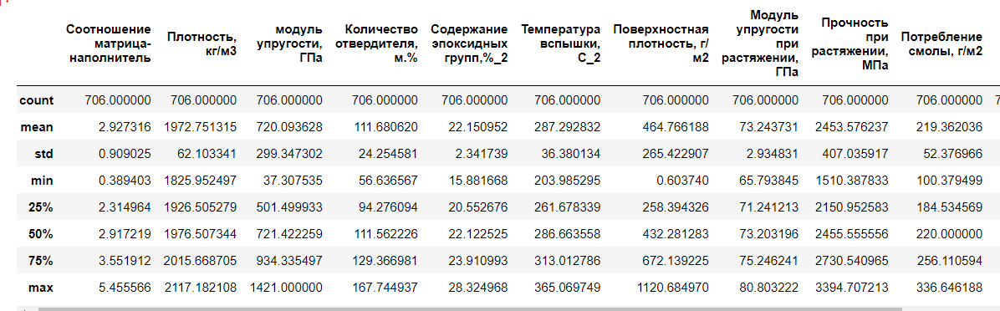 Соотношение матрица-наполнитель Плотность, кг/м3 модуль упругости, ГПа Количество отвердителя, м.% Содержание эпоксидных групп,%_2 Температура вспышки, С_2 Поверхностная плотность, г/м2 Модуль упругости при растяжении, ГПа Прочность при растяжении, МПа Потребление смолы, г/м2
count 706.000000 706.000000 706.000000 706.000000 706.000000 706.000000 706.000000 706.000000 706.000000 706.000000 7
mean 2.927316 1972.751315 720.093628 111.680620 22.150952 287.292832 464.766188 73.243731 2453.576237 219.362036
std 0.909025 62.103341 299.347302 24.254581 2.341739 36.380134 265.422907 2.934831 407.035917 52.376966
min 0.389403 1825.952497 37.307535 56.636567 15.881668 203.985295 0.603740 65.793845 1510.387833 100.379499
25% 2.314964 1926.505279 501.499933 94.276094 20.552676 261.678339 258.394326 71.241213 2150.952583 184.534569
50% 2.917219 1976.507344 721.422259 111.562226 22.122525 286.663558 432.281283 73.203196 2455.555556 220.000000
75% 3.551912 2015.668705 934.335497 129.366981 23.910993 313.012786 672.139225 75.246241 2730.540965 256.110594
max 5.455566 2117.182108 1421.000000 167.744937 28.324968 365.069749 1120.684970 80.803222 3394.707213 336.646188